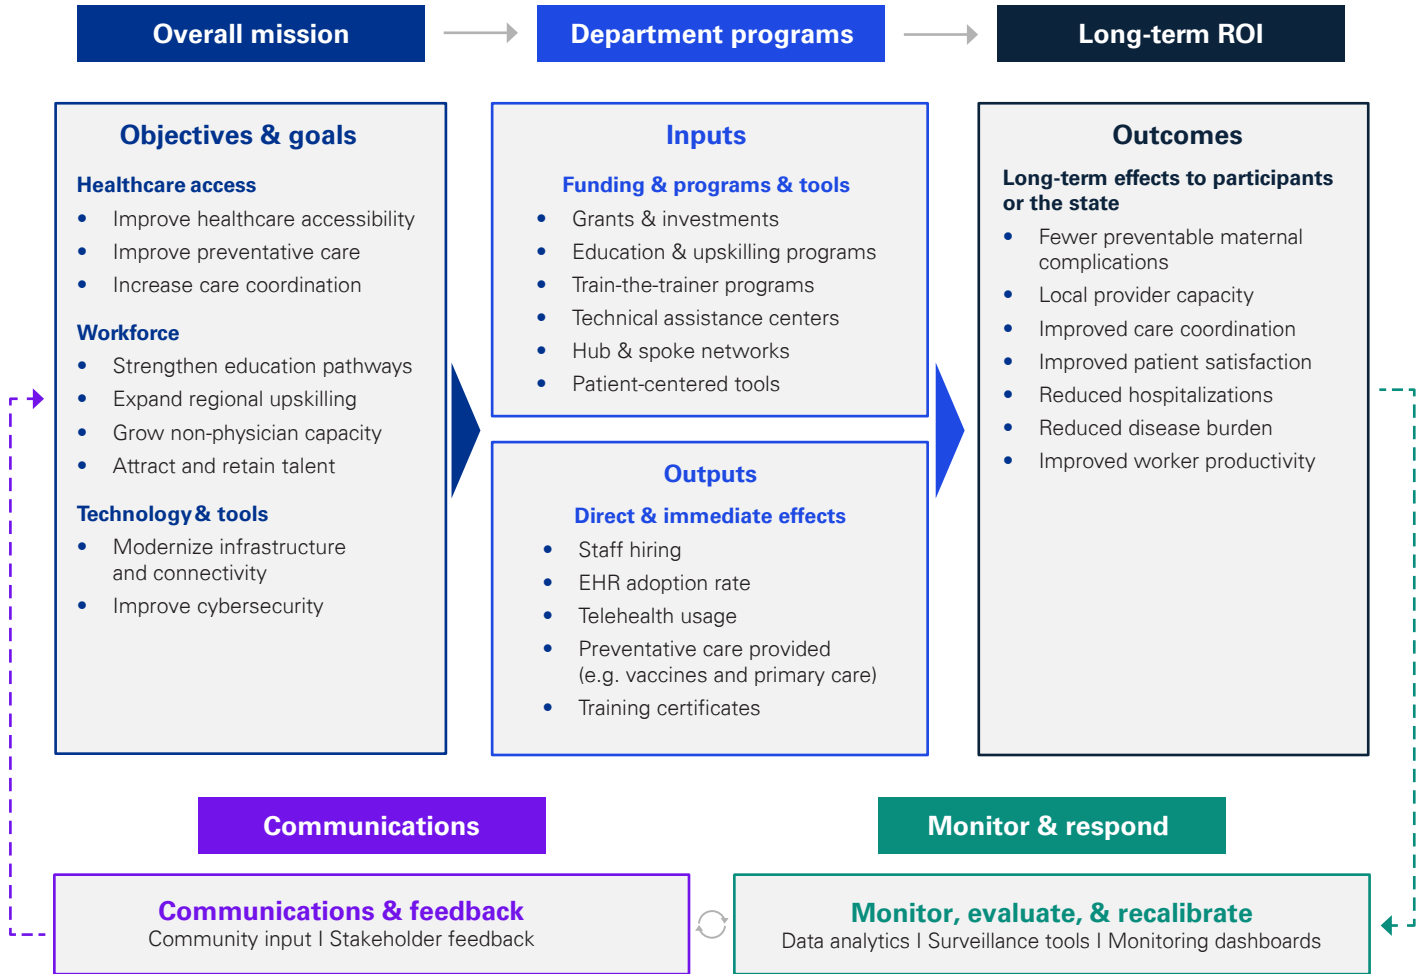 Overall mission
Department programs
Long-term ROI
Objectives & goals
Healthcare access
• Improve healthcare accessibility
• Improve preventative care
• Increase care coordination
Workforce
• Strengthen education pathways
• Expand regional upskilling
• Grow non-physician capacity
• Attract and retain talent
Technology & tools
• Modernize infrastructure
and connectivity
• Improve cybersecurity
Inputs
Funding & programs & tools
• Grants & investments
• Education & upskilling programs
• Train-the-trainer programs
• Technical assistance centers
• Hub & spoke networks
• Patient-centered tools
Outputs
Direct & immediate effects
• Staff hiring
• EHR adoption rate
• Telehealth usage
• Preventative care provided
(e.g. vaccines and primary care)
• Training certificates
Outcomes
Long-term effects to participants
or the state
• Fewer preventable maternal
complications
• Local provider capacity
• Improved care coordination
• Improved patient satisfaction
• Reduced hospitalizations
• Reduced disease burden
• Improved worker productivity
Communications
Communications & feedback
Community input I Stakeholder feedback
Monitor & respond
Monitor, evaluate, & recalibrate
Data analytics I Surveillance tools I Monitoring dashboards